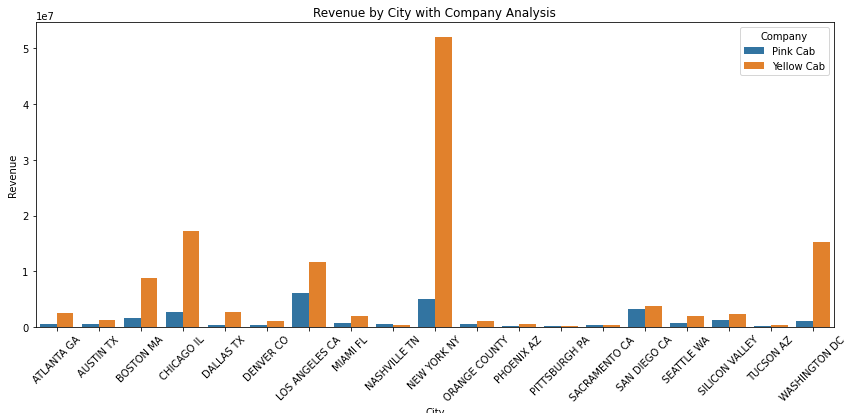 Revenue by City with Company Analysis
1e7
Company
Pink Cab
Yellow Cab
Revenue
5
4
3
2
1
0
ATLANTA GA
AUSTIN TX
BOSTON MA
CHICAGO IL
DALLAS TX
DENVER CO
LOS ANGELES CA
MIAMI FL
NASHVILLE TN
NEW YORK NY
ORANGE COUNTY
PHOENIX AZ
PITTSBURGH PA
SACRAMENTO CA
SAN DIEGO CA
SEATTLE WA
SILICON VALLEY
TUCSON AZ
WASHINGTON DC
City